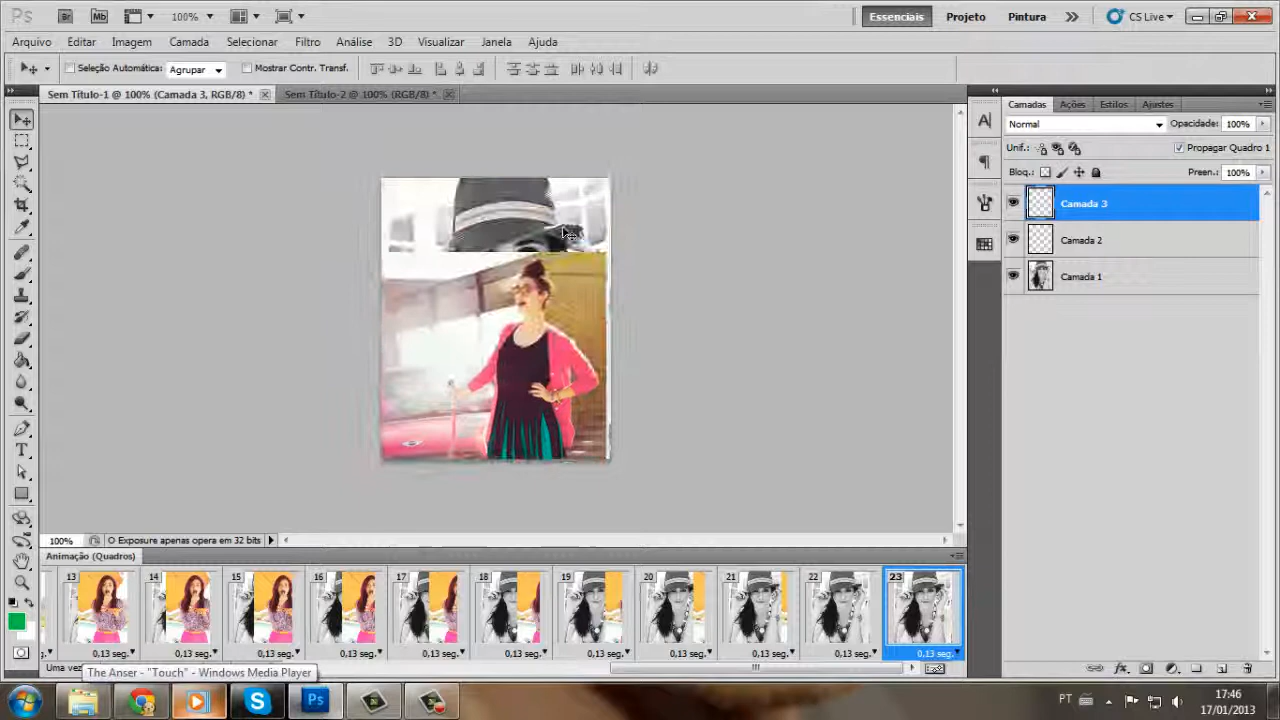 Ps Br Mb 100% Essenciais Projeto Pintura CS Live
Arquivo Editar Imagem Camada Selecionar Filtro Análise 3D Visualizar Janela Ajuda
Seleção Automática: Agrupar Mostrar Contr. Transf.
Sem Título-1 @ 100% (Camada 3, RGB/8) * Sem Título-2 @ 100% (RGB/8) *
Camadas Ações Estilos Ajustes
Normal Opacidade: 100%
Unif.: Propagar Quadro 1
Bloq.: Preen.: 100%
Camada 3
Camada 2
Camada 1
100% Exposure apenas opera em 32 bits
Animação (Quadros)
13 14 15 16 17 18 19 20 21 22 23
0,13 seg. 0,13 seg. 0,13 seg. 0,13 seg. 0,13 seg. 0,13 seg. 0,13 seg. 0,13 seg. 0,13 seg. 0,13 seg. 0,13 seg.
Uma vez
The Anser - "Touch" - Windows Media Player
PT 17:46
17/01/2013